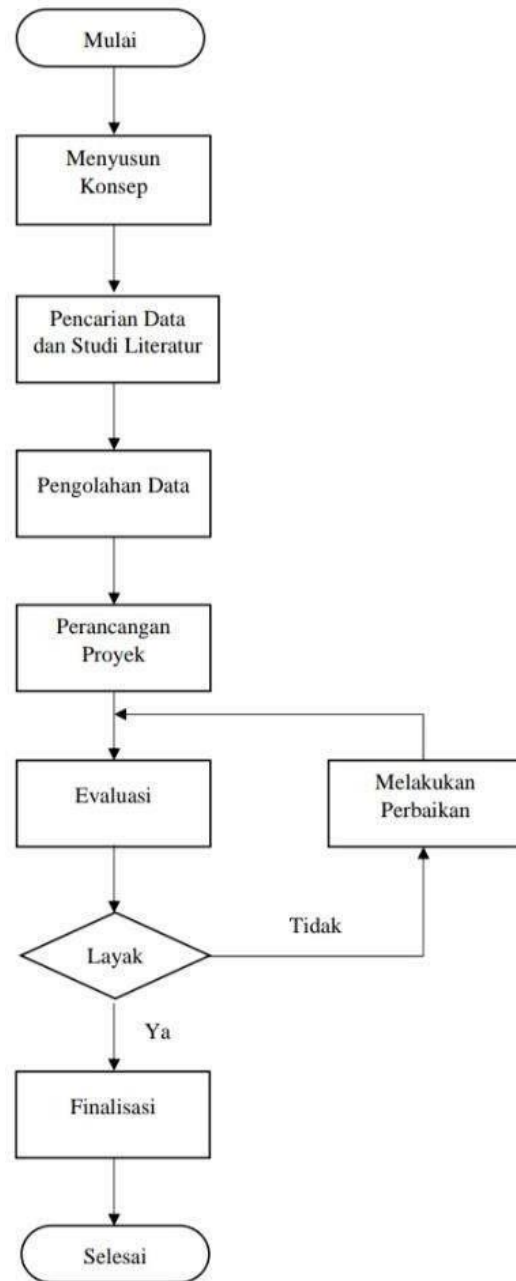 Mulai
Menyusun
Konsep
Pencarian Data
dan Studi Literatur
Pengolahan Data
Perancangan
Proyek
Evaluasi
Melakukan
Perbaikan
Layak
Tidak
Ya
Finalisasi
Selesai